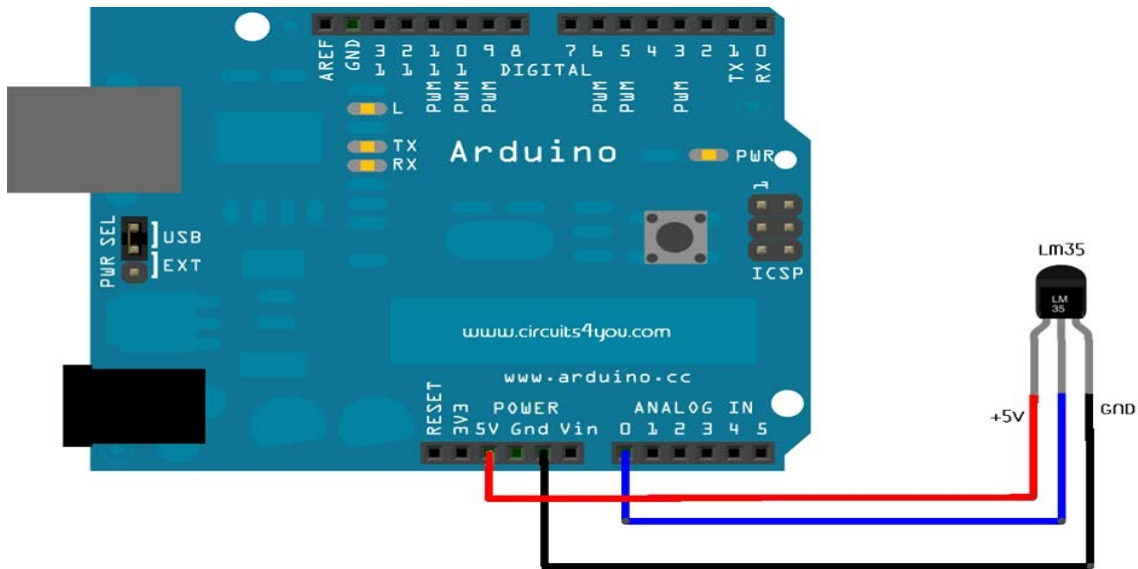 AREF
GND
13
12
PWM 11
PWM 10
PWM 9
8
7
PWM 6
PWM 5
4
PWM 3
2
TX 1
RX 0
DIGITAL
L
TX
RX
Arduino
PWR
1
ICSP
PWR SEL
USB
EXT
www.circuits4you.com
www.arduino.cc
POWER
ANALOG IN
RESET
3V3
5V Gnd Vin
0 1 2 3 4 5
LM35
LM
35
+5V
GND